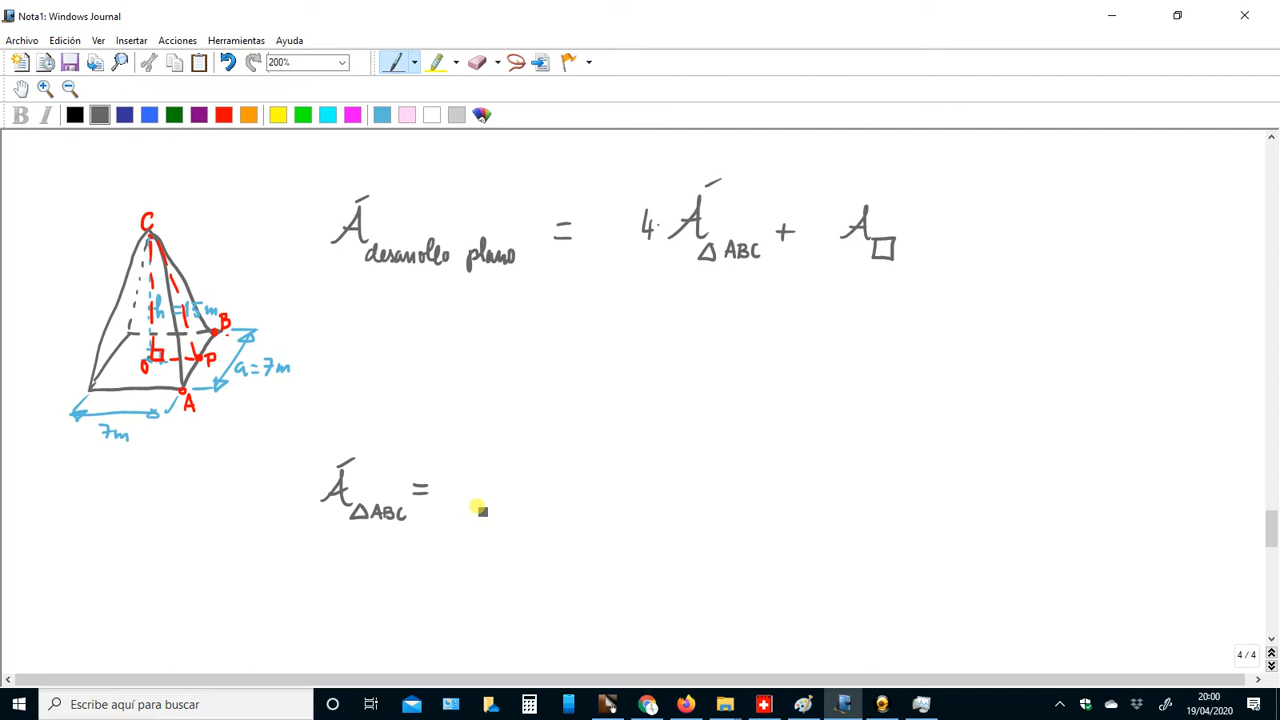 Nota1: Windows Journal
Archivo Edición Ver Insertar Acciones Herramientas Ayuda
200%
B I
Á desarrollo plano = 4· Á △ ABC + A □
C
h = 15 m
B
O P
a = 7m
A
7m
Á △ ABC =
4 / 4
Escribe aquí para buscar
20:00
19/04/2020